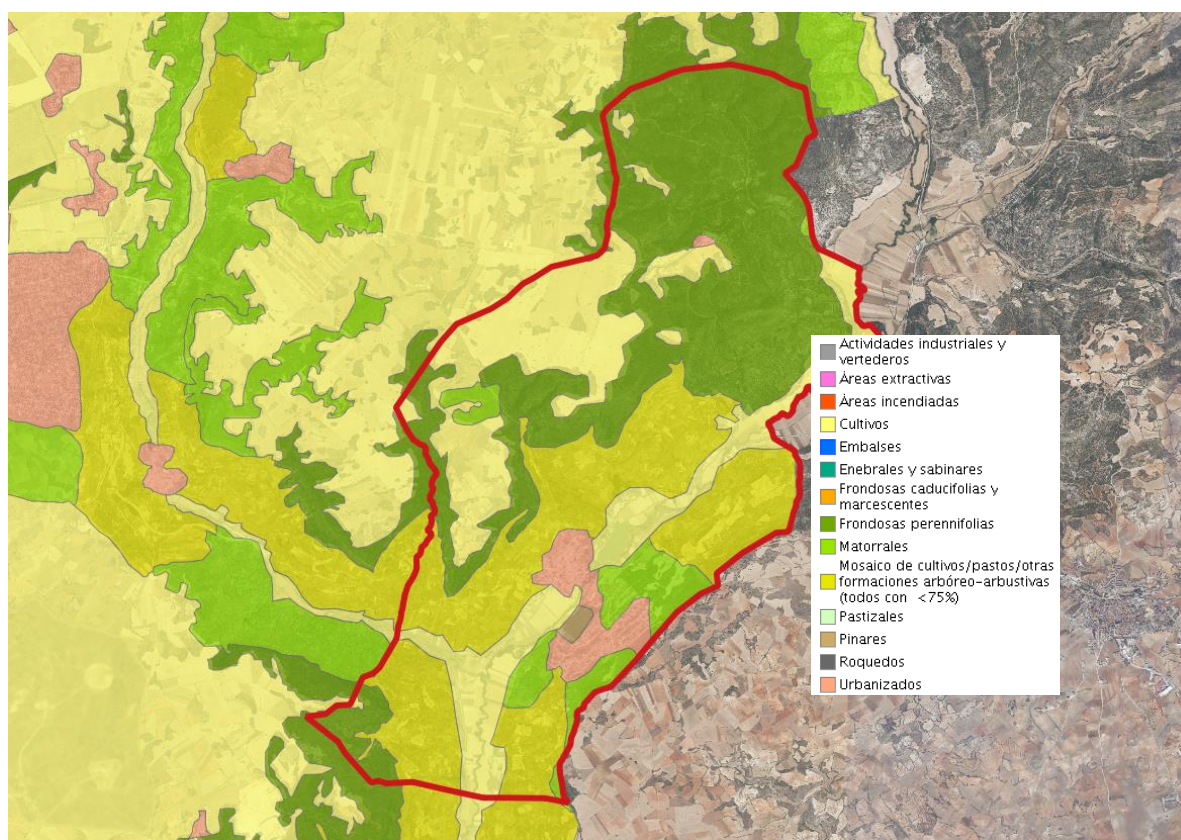 Actividades industriales y
vertederos
Áreas extractivas
Àreas incendiadas
Cultivos
Embalses
Enebrales y sabinares
Frondosas caducifolias y
marcescentes
Frondosas perennifolias
Matorrales
Mosaico de cultivos/pastos/otras
formaciones arbóreo-arbustivas
(todos con <75%)
Pastizales
Pinares
Roquedos
Urbanizados